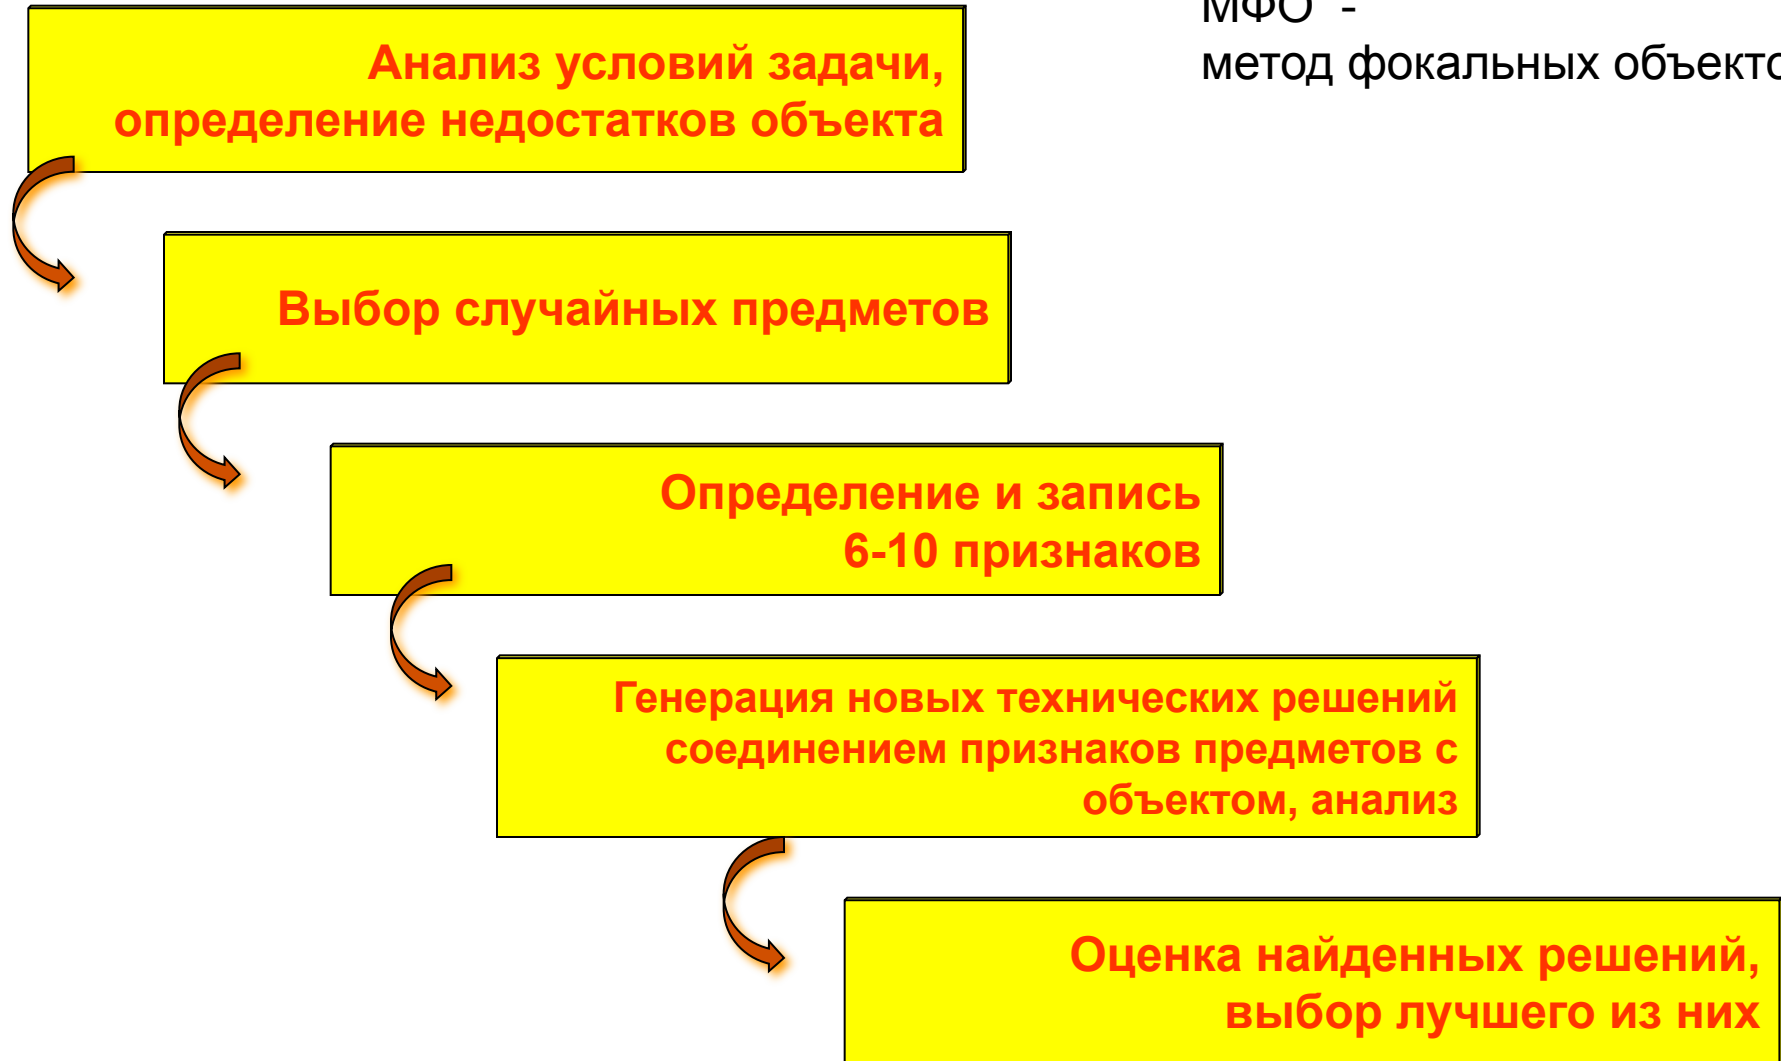 МФО -
метод фокальных объекто
Анализ условий задачи,
определение недостатков объекта
Выбор случайных предметов
Определение и запись
6-10 признаков
Генерация новых технических решений
соединением признаков предметов с
объектом, анализ
Оценка найденных решений,
выбор лучшего из них